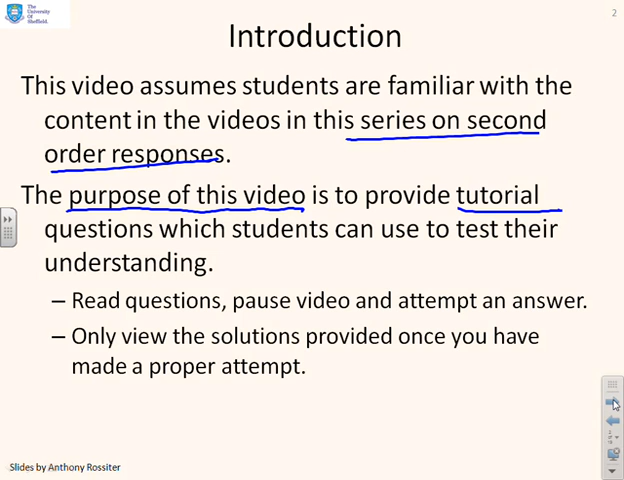 The
University
Of
Sheffield.
2
Introduction
This video assumes students are familiar with the
content in the videos in this series on second
order responses.
The purpose of this video is to provide tutorial
questions which students can use to test their
understanding.
– Read questions, pause video and attempt an answer.
– Only view the solutions provided once you have
made a proper attempt.
Slides by Anthony Rossiter